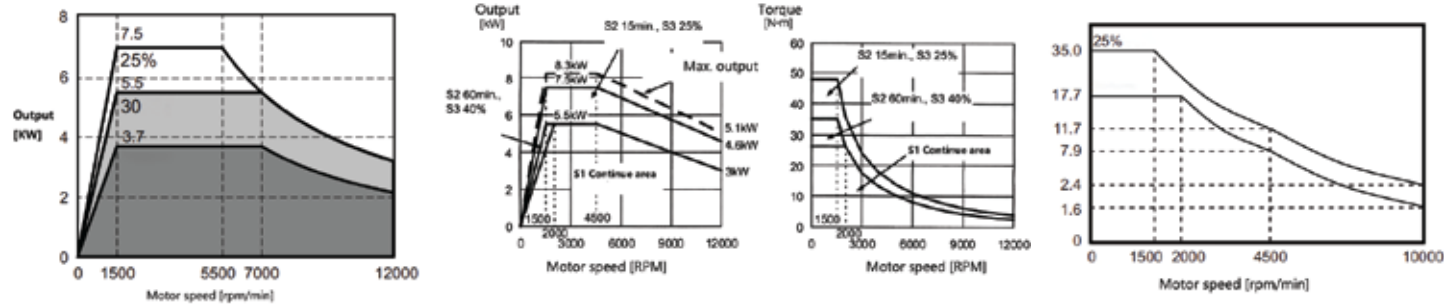 8
6
4
2
0
Output
[KW]
7.5
25%
5.5
30
3.7
0
1500
5500
7000
12000
Motor speed [rpm/min]
Output
[kW]
10
8
6
4
2
0
S2 15min., S3 25%
8.3kW
7.5kW
Max. output
S2 60min.,
S3 40%
5.5kW
5.1kW
4.6kW
3kW
S1 Continue area
1500
2000
4500
0
3000
6000
9000
12000
Motor speed [RPM]
Torque
[N·m]
60
50
40
30
20
10
0
S2 15min., S3 25%
S2 60min., S3 40%
S1 Continue area
1500
2000
0
3000
6000
9000
12000
Motor speed [RPM]
35.0
25%
17.7
11.7
7.9
2.4
1.6
0
1500
2000
4500
10000
Motor speed [rpm/min]